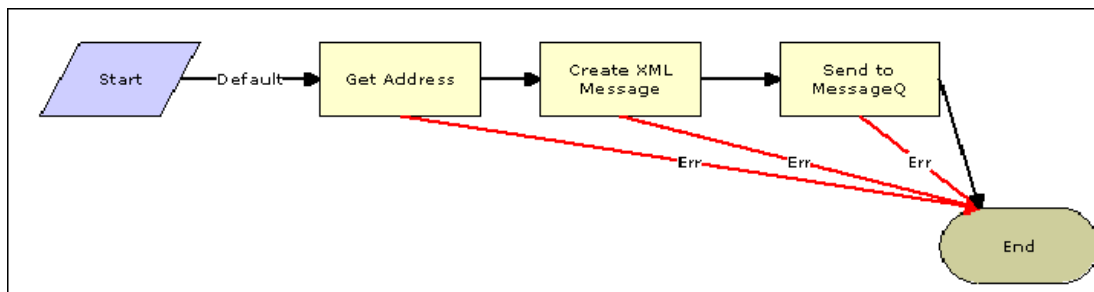 Start
Default
Get Address
Create XML
Message
Send to
MessageQ
Err
Err
Err
End